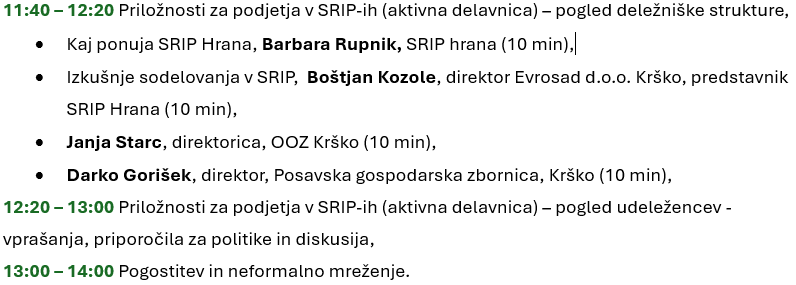 11:40 – 12:20 Priložnosti za podjetja v SRIP-ih (aktivna delavnica) – pogled deležniške strukture,
• Kaj ponuja SRIP Hrana, Barbara Rupnik, SRIP hrana (10 min),
• Izkušnje sodelovanja v SRIP, Boštjan Kozole, direktor Evrosad d.o.o. Krško, predstavnik
SRIP Hrana (10 min),
• Janja Starc, direktorica, OOZ Krško (10 min),
• Darko Gorišek, direktor, Posavska gospodarska zbornica, Krško (10 min),
12:20 – 13:00 Priložnosti za podjetja v SRIP-ih (aktivna delavnica) – pogled udeležencev -
vprašanja, priporočila za politike in diskusija,
13:00 – 14:00 Pogostitev in neformalno mreženje.